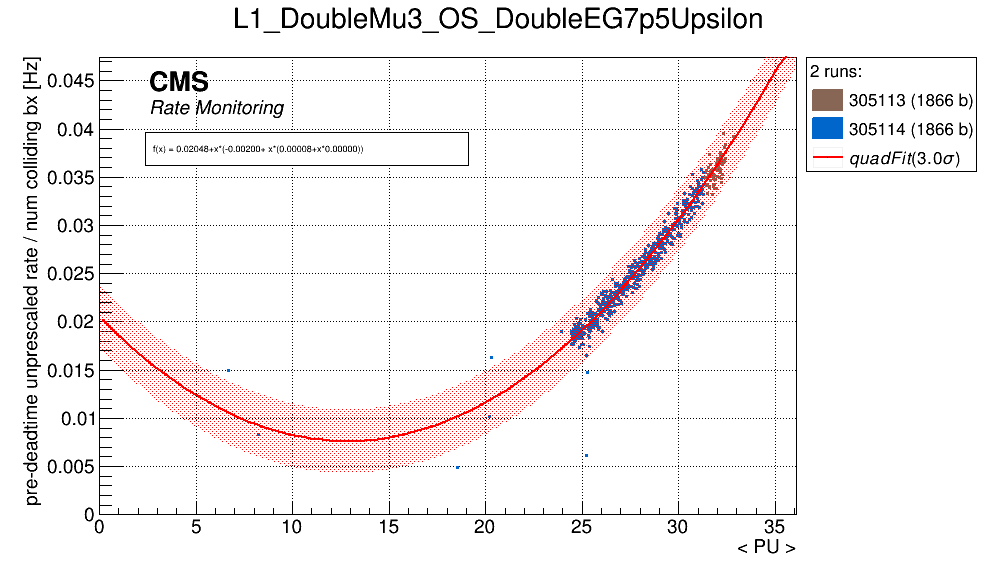 L1_DoubleMu3_OS_DoubleEG7p5Upsilon
pre-deadtime unprescaled rate / num colliding bx [Hz]
0.045
0.04
0.035
0.03
0.025
0.02
0.015
0.01
0.005
0
CMS
Rate Monitoring
f(x) = 0.02048+x*(-0.00200+ x*(0.00008+x*0.00000))
2 runs:
305113 (1866 b)
305114 (1866 b)
quadFit(3.0σ)
0 5 10 15 20 25 30 35
< PU >